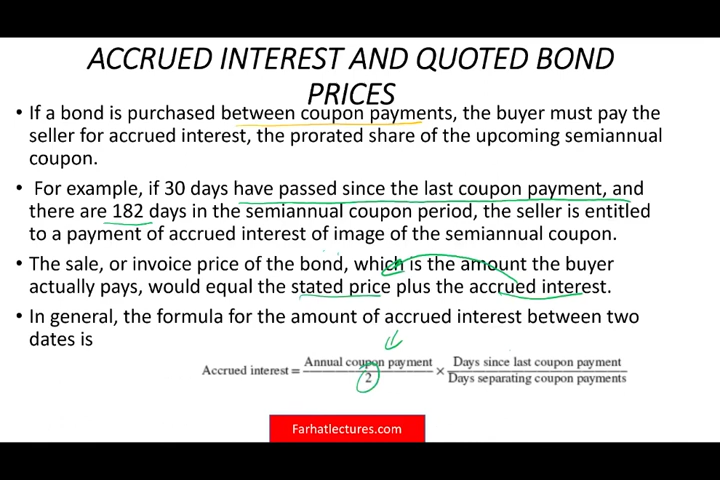 ACCRUED INTEREST AND QUOTED BOND
PRICES
• If a bond is purchased between coupon payments, the buyer must pay the
seller for accrued interest, the prorated share of the upcoming semiannual
coupon.
• For example, if 30 days have passed since the last coupon payment, and
there are 182 days in the semiannual coupon period, the seller is entitled
to a payment of accrued interest of image of the semiannual coupon.
• The sale, or invoice price of the bond, which is the amount the buyer
actually pays, would equal the stated price plus the accrued interest.
• In general, the formula for the amount of accrued interest between two
dates is
Accrued interest = Annual coupon payment / 2 × Days since last coupon payment / Days separating coupon payments
Farhatlectures.com